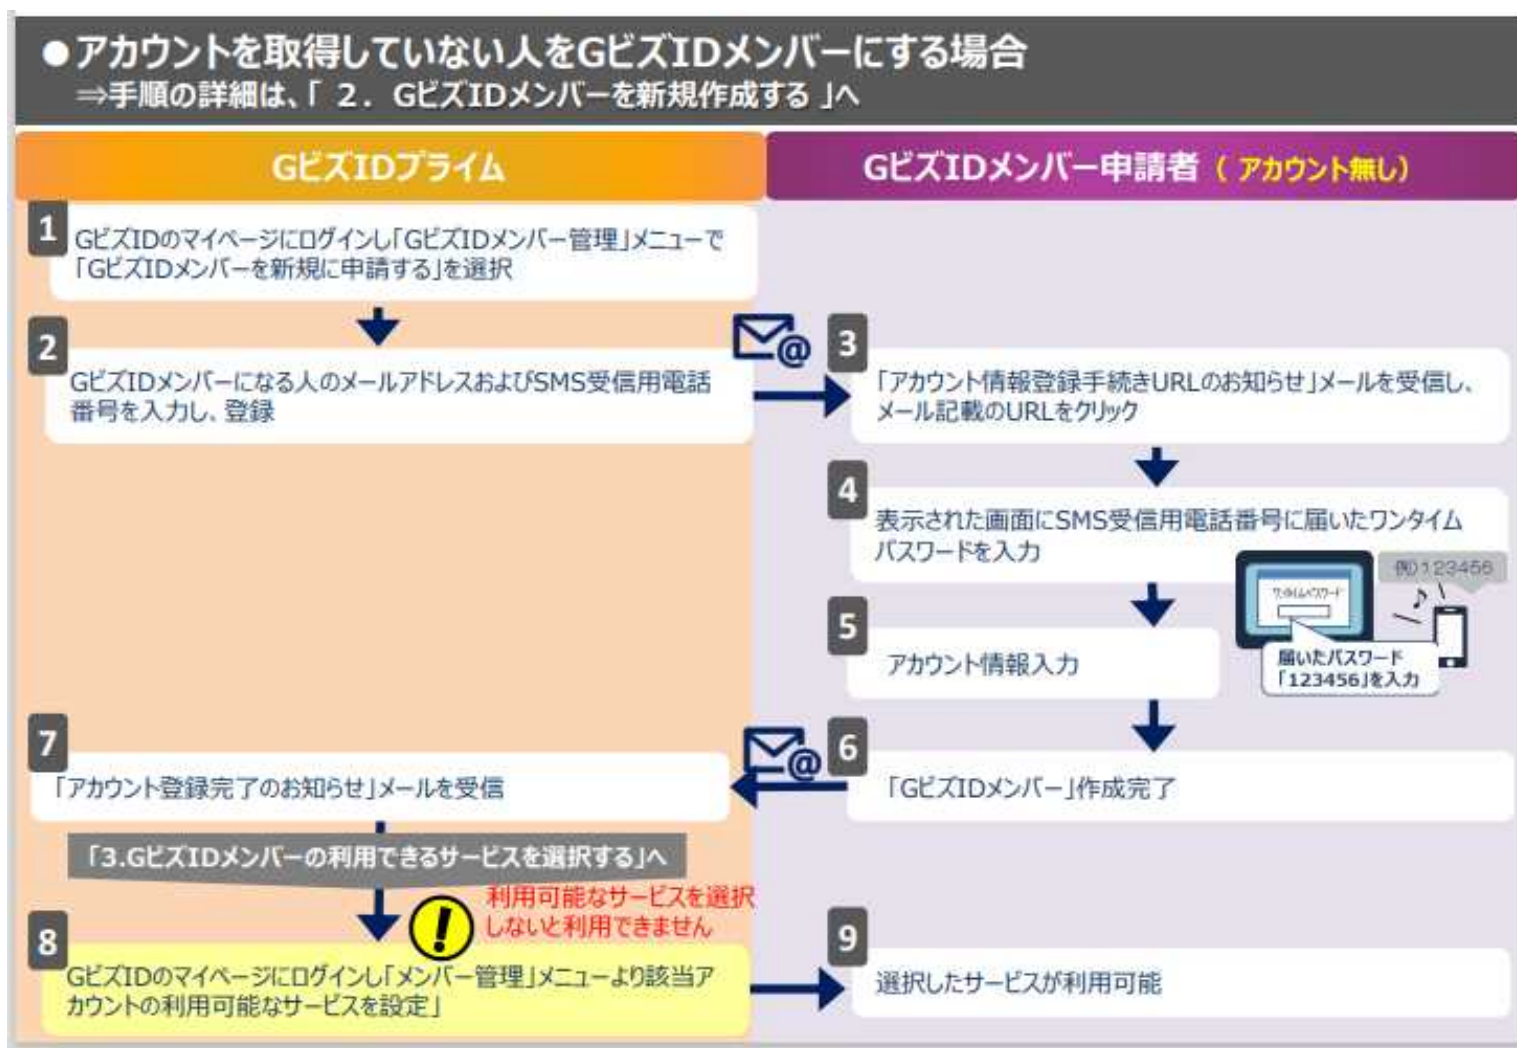 ●アカウントを取得していない人をGビズIDメンバーにする場合
⇒手順の詳細は、「 2． GビズIDメンバーを新規作成する 」へ
GビズIDプライム
GビズIDメンバー申請者（ アカウント無し）
1
GビズIDのマイページにログインし「GビズIDメンバー管理」メニューで
「GビズIDメンバーを新規に申請する」を選択
2
GビズIDメンバーになる人のメールアドレスおよびSMS受信用電話
番号を入力し、登録
@
3
「アカウント情報登録手続きURLのお知らせ」メールを受信し、
メール記載のURLをクリック
4
表示された画面にSMS受信用電話番号に届いたワンタイム
パスワードを入力
例）123456
ワンタイムパスワード
届いたパスワード
「123456」を入力
5
アカウント情報入力
6
「GビズIDメンバー」作成完了
@
7
「アカウント登録完了のお知らせ」メールを受信
「3.GビズIDメンバーの利用できるサービスを選択する」へ
!
利用可能なサービスを選択
しないと利用できません
8
GビズIDのマイページにログインし「メンバー管理」メニューより該当ア
カウントの利用可能なサービスを設定」
9
選択したサービスが利用可能